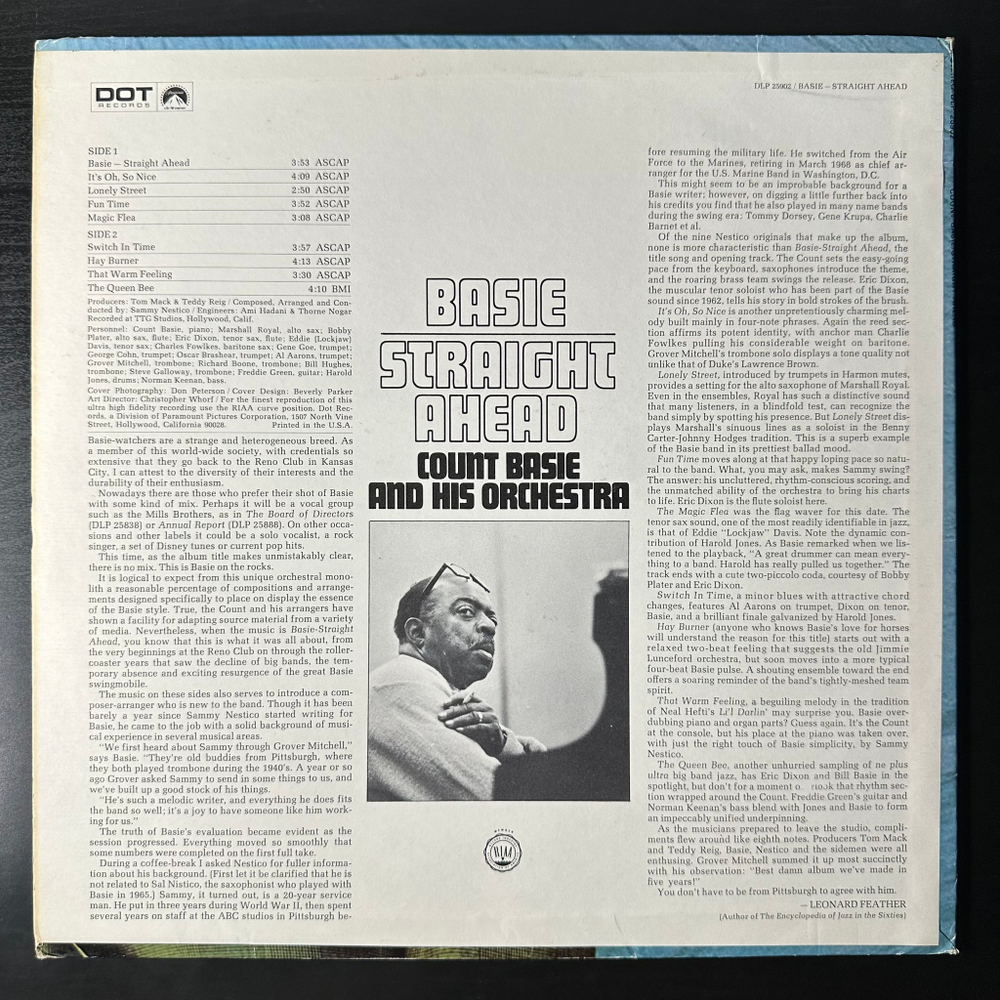 DOT
RECORDS
DLP 25902 / BASIE – STRAIGHT AHEAD
SIDE 1
Basie – Straight Ahead 3:53 ASCAP
It's Oh, So Nice 4:09 ASCAP
Lonely Street 2:50 ASCAP
Fun Time 3:52 ASCAP
Magic Flea 3:08 ASCAP
SIDE 2
Switch In Time 3:57 ASCAP
Hay Burner 4:13 ASCAP
That Warm Feeling 3:30 ASCAP
The Queen Bee 4:10 BMI
Producers: Tom Mack & Teddy Reig / Composed, Arranged and Con-
ducted by: Sammy Nestico / Engineers: Ami Hadani & Thorne Nogar
Recorded at TTG Studios, Hollywood, Calif.
Personnel: Count Basie, piano; Marshall Royal, alto sax; Bobby
Plater, alto sax, flute; Eric Dixon, tenor sax, flute; Eddie (Lockjaw)
Davis, tenor sax; Charles Fowlkes, baritone sax; Gene Goe, trumpet;
George Cohn, trumpet; Oscar Brashear, trumpet; Al Aarons, trumpet;
Grover Mitchell, trombone; Richard Boone, trombone; Bill Hughes,
trombone; Steve Galloway, trombone; Freddie Green, guitar; Harold
Jones, drums; Norman Keenan, bass.
Cover Photography: Don Peterson / Cover Design: Beverly Parker
Art Director: Christopher Whorf / For the finest reproduction of this
ultra high fidelity recording use the RIAA curve position. Dot Rec-
ords, a Division of Paramount Pictures Corporation, 1507 North Vine
Street, Hollywood, California 90028. Printed in the U.S.A.
Basie-watchers are a strange and heterogeneous breed. As
a member of this world-wide society, with credentials so
extensive that they go back to the Reno Club in Kansas
City, I can attest to the diversity of their interests and the
durability of their enthusiasm.
Nowadays there are those who prefer their shot of Basie
with some kind of mix. Perhaps it will be a vocal group
such as the Mills Brothers, as in The Board of Directors
(DLP 25838) or Annual Report (DLP 25888). On other occa-
sions and other labels it could be a solo vocalist, a rock
singer, a set of Disney tunes or current pop hits.
This time, as the album title makes unmistakably clear,
there is no mix. This is Basie on the rocks.
It is logical to expect from this unique orchestral mono-
lith a reasonable percentage of compositions and arrange-
ments designed specifically to place on display the essence
of the Basie style. True, the Count and his arrangers have
shown a facility for adapting source material from a variety
of media. Nevertheless, when the music is Basie-Straight
Ahead, you know that this is what it was all about, from
the very beginnings at the Reno Club on through the roller-
coaster years that saw the decline of big bands, the tem-
porary absence and exciting resurgence of the great Basie
swingmobile.
The music on these sides also serves to introduce a com-
poser-arranger who is new to the band. Though it has been
barely a year since Sammy Nestico started writing for
Basie, he came to the job with a solid background of musi-
cal experience in several musical areas.
"We first heard about Sammy through Grover Mitchell,"
says Basie. "They're old buddies from Pittsburgh, where
they both played trombone during the 1940's. A year or so
ago Grover asked Sammy to send in some things to us, and
we've built up a good stock of his things.
"He's such a melodic writer, and everything he does fits
the band so well; it's a joy to have someone like him work-
ing for us."
The truth of Basie's evaluation became evident as the
session progressed. Everything moved so smoothly that
some numbers were completed on the first full take.
During a coffee-break I asked Nestico for fuller informa-
tion about his background. (First let it be clarified that he is
not related to Sal Nistico, the saxophonist who played with
Basie in 1965.) Sammy, it turned out, is a 20-year service
man. He put in three years during World War II, then spent
several years on staff at the ABC studios in Pittsburgh be-
BASIE
STRAIGHT
AHEAD
COUNT BASIE
AND HIS ORCHESTRA
RIAA
fore resuming the military life. He switched from the Air
Force to the Marines, retiring in March 1968 as chief ar-
ranger for the U.S. Marine Band in Washington, D.C.
This might seem to be an improbable background for a
Basie writer; however, on digging a little further back into
his credits you find that he also played in many name bands
during the swing era: Tommy Dorsey, Gene Krupa, Charlie
Barnet et al.
Of the nine Nestico originals that make up the album,
none is more characteristic than Basie-Straight Ahead, the
title song and opening track. The Count sets the easy-going
pace from the keyboard, saxophones introduce the theme,
and the roaring brass team swings the release. Eric Dixon,
the muscular tenor soloist who has been part of the Basie
sound since 1962, tells his story in bold strokes of the brush.
It's Oh, So Nice is another unpretentiously charming mel-
ody built mainly in four-note phrases. Again the reed sec-
tion affirms its potent identity, with anchor man Charlie
Fowlkes pulling his considerable weight on baritone.
Grover Mitchell's trombone solo displays a tone quality not
unlike that of Duke's Lawrence Brown.
Lonely Street, introduced by trumpets in Harmon mutes,
provides a setting for the alto saxophone of Marshall Royal.
Even in the ensembles, Royal has such a distinctive sound
that many listeners, in a blindfold test, can recognize the
band simply by spotting his presence. But Lonely Street dis-
plays Marshall's sinuous lines as a soloist in the Benny
Carter-Johnny Hodges tradition. This is a superb example
of the Basie band in its prettiest ballad mood.
Fun Time moves along at that happy loping pace so natu-
ral to the band. What, you may ask, makes Sammy swing?
The answer: his uncluttered, rhythm-conscious scoring, and
the unmatched ability of the orchestra to bring his charts
to life. Eric Dixon is the flute soloist here.
The Magic Flea was the flag waver for this date. The
tenor sax sound, one of the most readily identifiable in jazz,
is that of Eddie "Lockjaw" Davis. Note the dynamic con-
tribution of Harold Jones. As Basie remarked when we lis-
tened to the playback, "A great drummer can mean every-
thing to a band. Harold has really pulled us together." The
track ends with a cute two-piccolo coda, courtesy of Bobby
Plater and Eric Dixon.
Switch In Time, a minor blues with attractive chord
changes, features Al Aarons on trumpet, Dixon on tenor,
Basie, and a brilliant finale galvanized by Harold Jones.
Hay Burner (anyone who knows Basie's love for horses
will understand the reason for this title) starts out with a
relaxed two-beat feeling that suggests the old Jimmie
Lunceford orchestra, but soon moves into a more typical
four-beat Basie pulse. A shouting ensemble toward the end
offers a soaring reminder of the band's tightly-meshed team
spirit.
That Warm Feeling, a beguiling melody in the tradition
of Neal Hefti's Li'l Darlin' may surprise you. Basie over-
dubbing piano and organ parts? Guess again. It's the Count
at the console, but his place at the piano was taken over,
with just the right touch of Basie simplicity, by Sammy
Nestico.
The Queen Bee, another unhurried sampling of ne plus
ultra big band jazz, has Eric Dixon and Bill Basie in the
spotlight, but don't for a moment that rhythm sec-
tion wrapped around the Count. Freddie Green's guitar and
Norman Keenan's bass blend with Jones and Basie to form
an impeccably unified underpinning.
As the musicians prepared to leave the studio, compli-
ments flew around like eighth notes. Producers Tom Mack
and Teddy Reig, Basie, Nestico and the sidemen were all
enthusing. Grover Mitchell summed it up most succinctly
with his observation: "Best damn album we've made in
five years!"
You don't have to be from Pittsburgh to agree with him.
– LEONARD FEATHER
(Author of The Encyclopedia of Jazz in the Sixties)